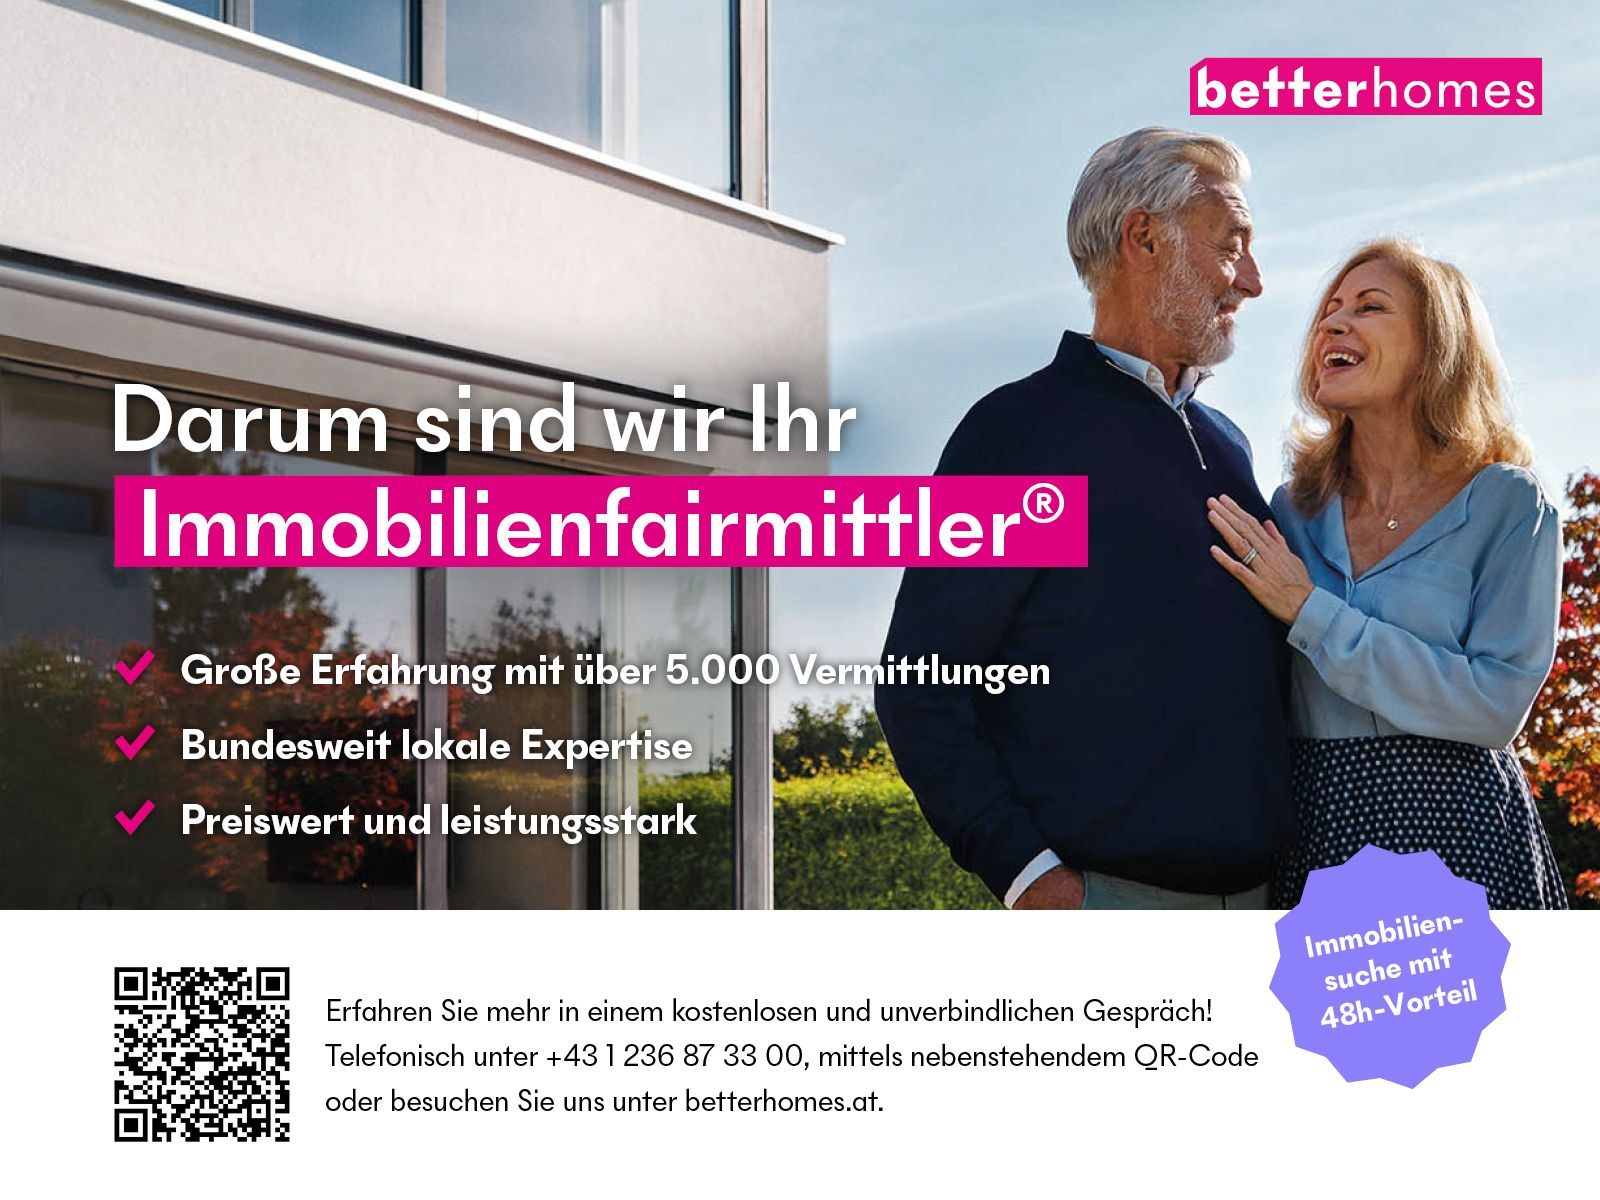 betterhomes
Darum sind wir Ihr
Immobilienfairmittler®
Große Erfahrung mit über 5.000 Vermittlungen
Bundesweit lokale Expertise
Preiswert und leistungsstark
Immobilien-
suche mit
48h-Vorteil
Erfahren Sie mehr in einem kostenlosen und unverbindlichen Gespräch!
Telefonisch unter +43 1 236 87 33 00, mittels nebenstehendem QR-Code
oder besuchen Sie uns unter betterhomes.at.